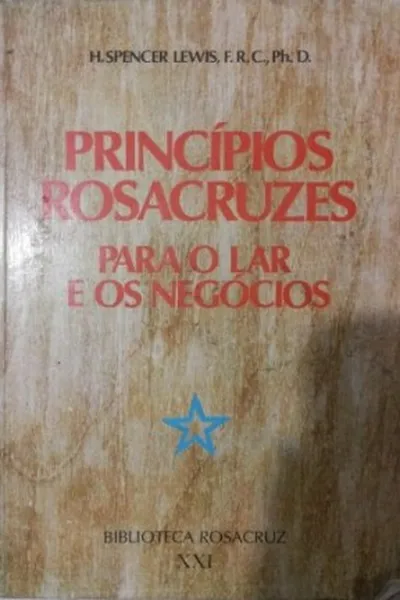 H. SPENCER LEWIS, F. R. C., Ph. D.
PRINCÍPIOS
ROSACRUZES
PARA O LAR
E OS NEGÓCIOS
BIBLIOTECA ROSACRUZ
XXI